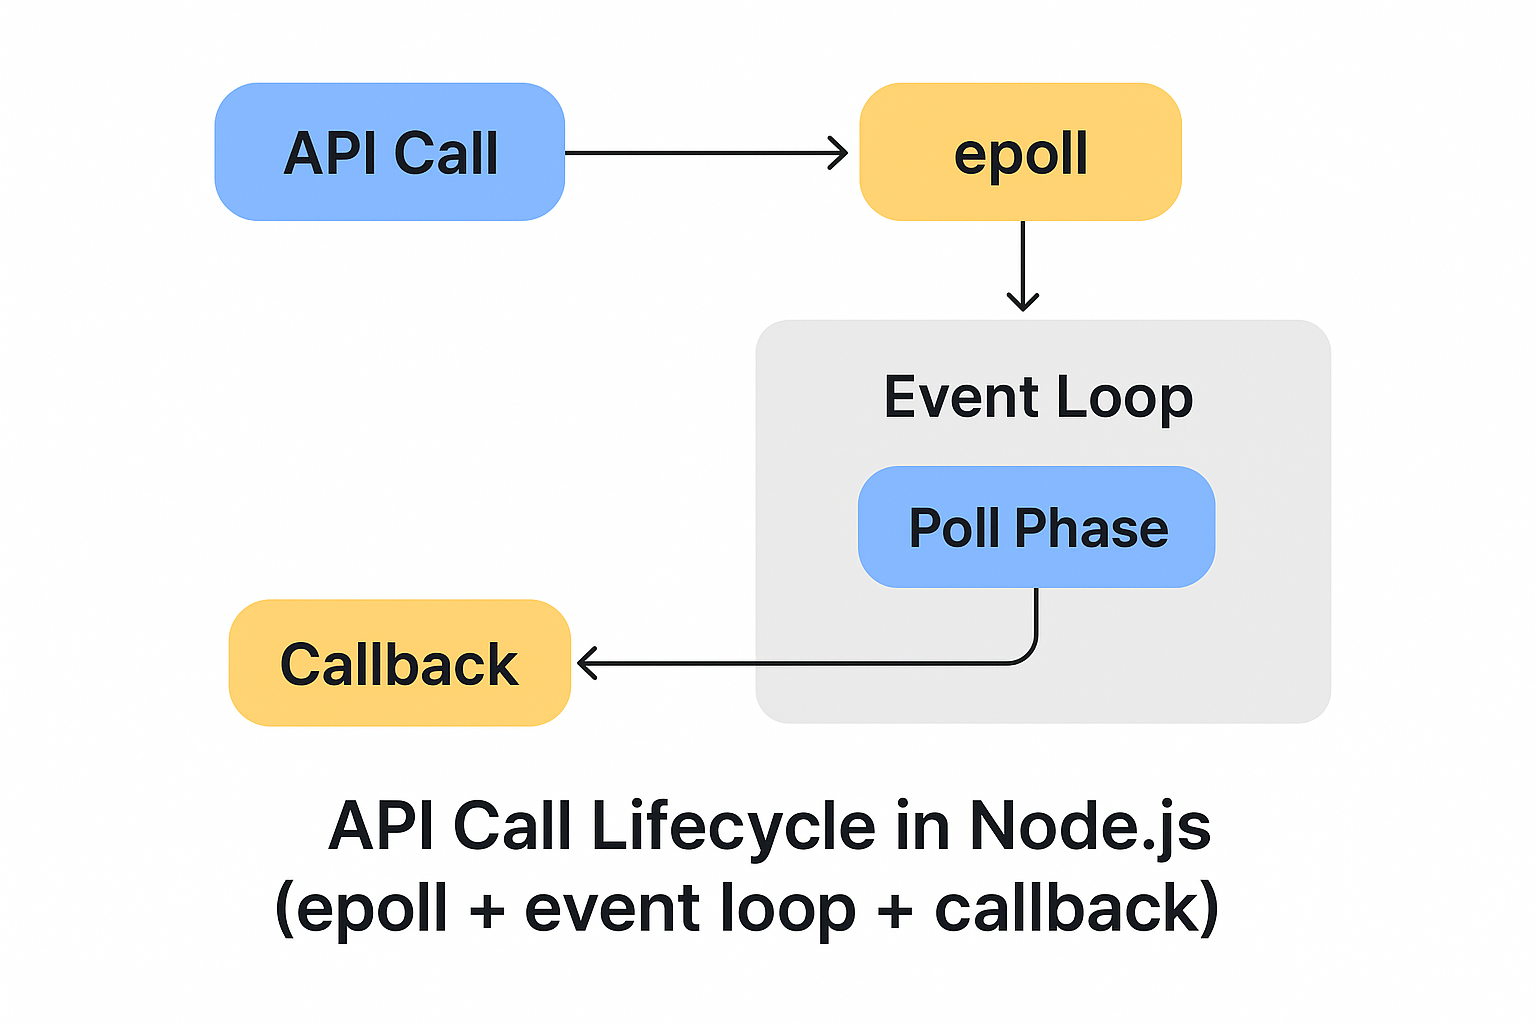 API Call
epoll
Event Loop
Poll Phase
Callback
API Call Lifecycle in Node.js
(epoll + event loop + callback)